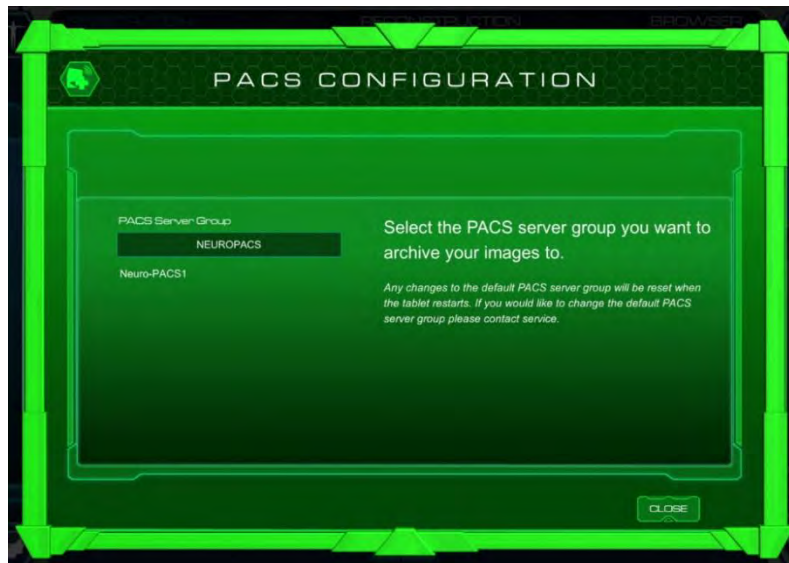 RECONSTRUCTION BROWSER
PACS CONFIGURATION
PACS Server Group
NEUROPACS
Neuro-PACS1
Select the PACS server group you want to
archive your images to.
Any changes to the default PACS server group will be reset when
the tablet restarts. If you would like to change the default PACS
server group please contact service.
CLOSE